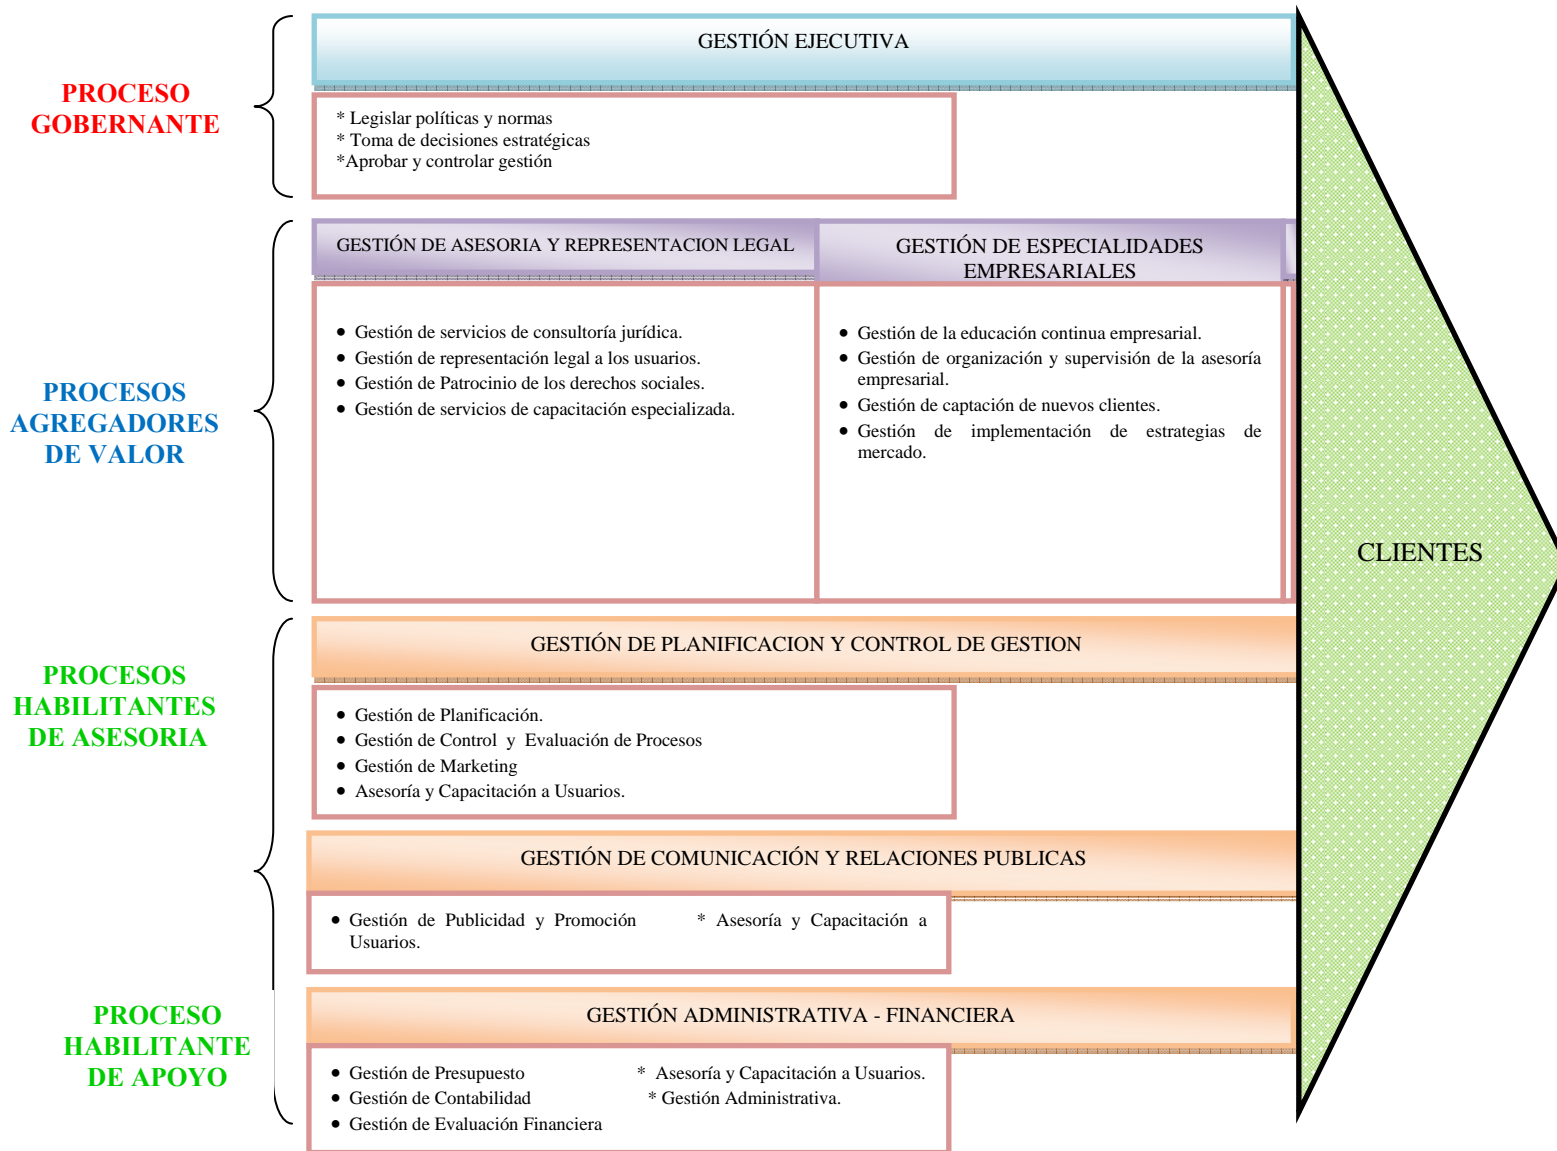 PROCESO
GOBERNANTE
GESTIÓN EJECUTIVA
* Legislar políticas y normas
* Toma de decisiones estratégicas
*Aprobar y controlar gestión
PROCESOS
AGREGADORES
DE VALOR
GESTIÓN DE ASESORIA Y REPRESENTACION LEGAL
• Gestión de servicios de consultoría jurídica.
• Gestión de representación legal a los usuarios.
• Gestión de Patrocinio de los derechos sociales.
• Gestión de servicios de capacitación especializada.
GESTIÓN DE ESPECIALIDADES
EMPRESARIALES
• Gestión de la educación continua empresarial.
• Gestión de organización y supervisión de la asesoría
empresarial.
• Gestión de captación de nuevos clientes.
• Gestión de implementación de estrategias de
mercado.
CLIENTES
PROCESOS
HABILITANTES
DE ASESORIA
GESTIÓN DE PLANIFICACION Y CONTROL DE GESTION
• Gestión de Planificación.
• Gestión de Control y Evaluación de Procesos
• Gestión de Marketing
• Asesoría y Capacitación a Usuarios.
GESTIÓN DE COMUNICACIÓN Y RELACIONES PUBLICAS
• Gestión de Publicidad y Promoción * Asesoría y Capacitación a
Usuarios.
PROCESO
HABILITANTE
DE APOYO
GESTIÓN ADMINISTRATIVA - FINANCIERA
• Gestión de Presupuesto * Asesoría y Capacitación a Usuarios.
• Gestión de Contabilidad * Gestión Administrativa.
• Gestión de Evaluación Financiera